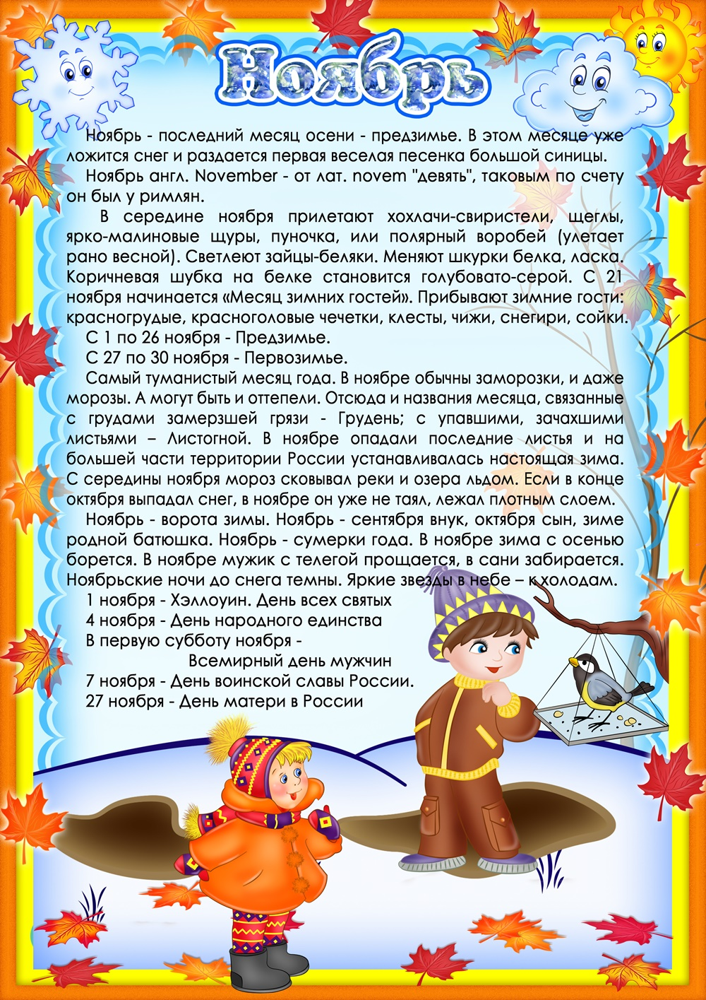 Ноябрь
Ноябрь - последний месяц осени - предзимье. В этом месяце уже
ложится снег и раздается первая веселая песенка большой синицы.
Ноябрь англ. November - от лат. novem "девять", таковым по счету
он был у римлян.
В середине ноября прилетают хохлачи-свиристели, щеглы,
ярко-малиновые щуры, пуночка, или полярный воробей (улетает
рано весной). Светлеют зайцы-беляки. Меняют шкурки белка, ласка.
Коричневая шубка на белке становится голубовато-серой. С 21
ноября начинается «Месяц зимних гостей». Прибывают зимние гости:
красногрудые, красноголовые чечетки, клесты, чижи, снегири, сойки.
С 1 по 26 ноября - Предзимье.
С 27 по 30 ноября - Первозимье.
Самый туманистый месяц года. В ноябре обычны заморозки, и даже
морозы. А могут быть и оттепели. Отсюда и названия месяца, связанные
с грудами замерзшей грязи - Грудень; с упавшими, зачахшими
листьями – Листогной. В ноябре опадали последние листья и на
большей части территории России устанавливалась настоящая зима.
С середины ноября мороз сковывал реки и озера льдом. Если в конце
октября выпадал снег, в ноябре он уже не таял, лежал плотным слоем.
Ноябрь - ворота зимы. Ноябрь - сентября внук, октября сын, зиме
родной батюшка. Ноябрь - сумерки года. В ноябре зима с осенью
борется. В ноябре мужик с телегой прощается, в сани забирается.
Ноябрьские ночи до снега темны. Яркие звезды в небе – к холодам.
1 ноября - Хэллоуин. День всех святых
4 ноября - День народного единства
В первую субботу ноября -
Всемирный день мужчин
7 ноября - День воинской славы России.
27 ноября - День матери в России